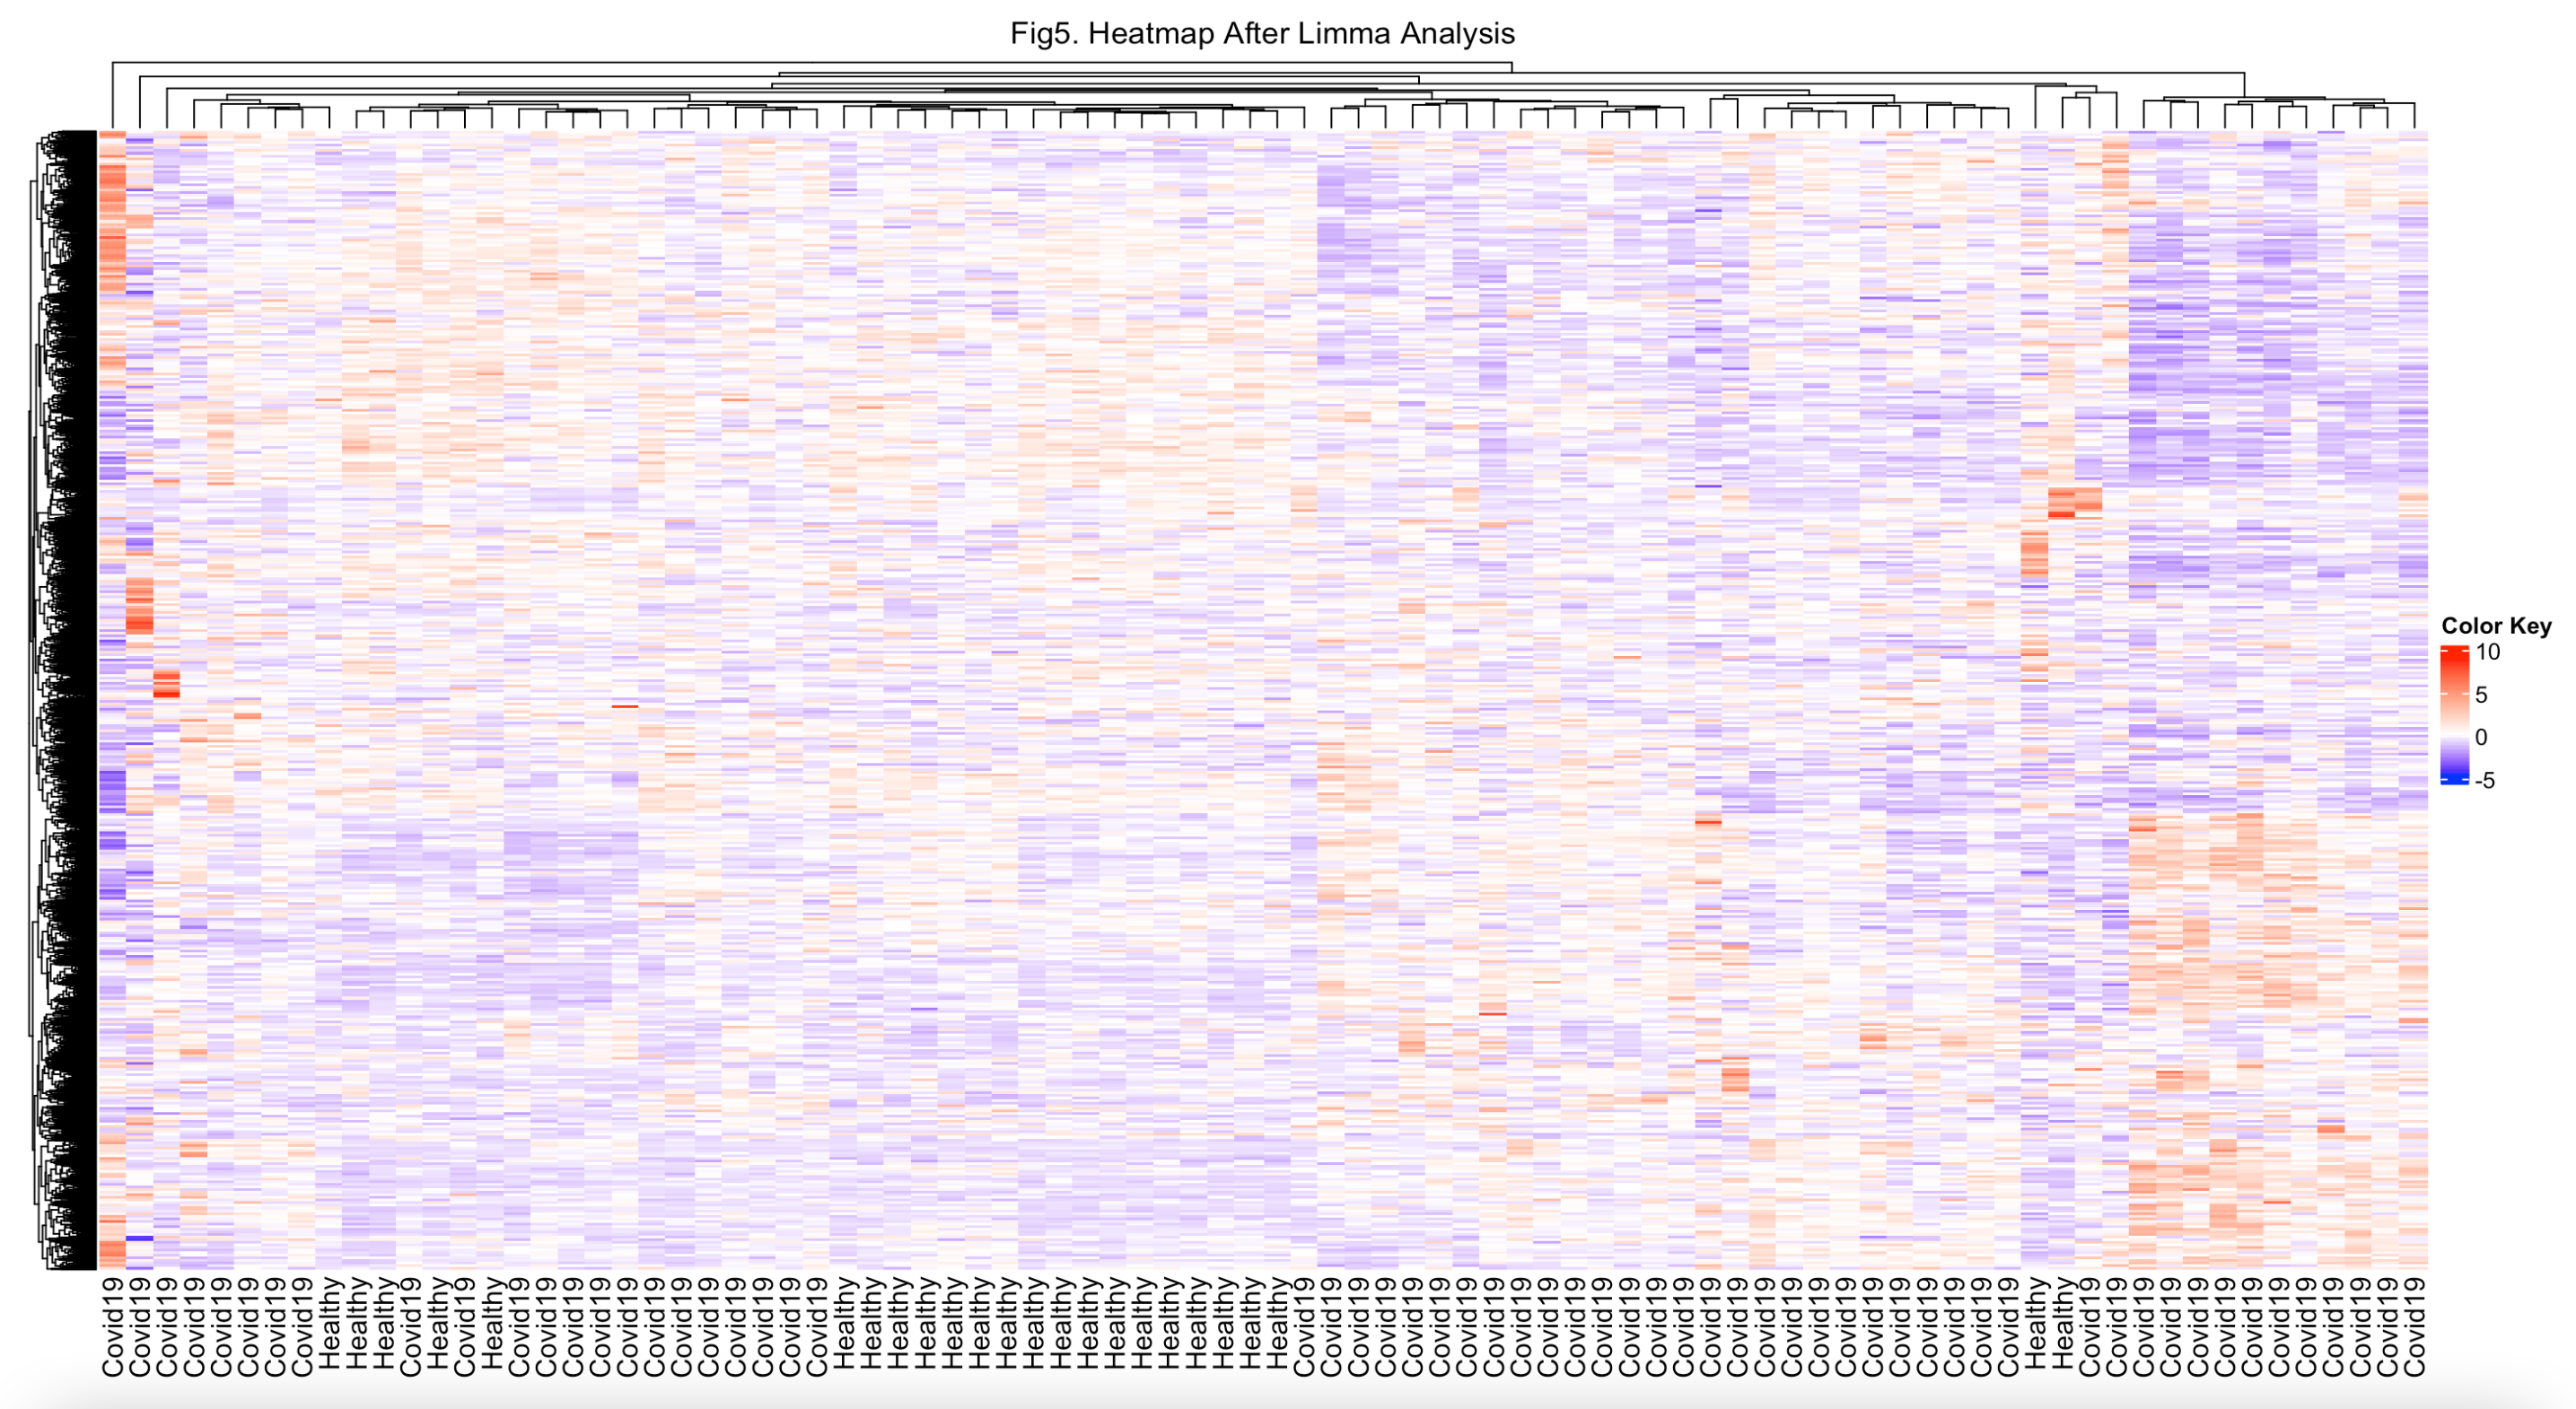 Fig5. Heatmap After Limma Analysis
Color Key
10
5
0
-5
Covid19 Covid19 Covid19 Covid19 Covid19 Covid19 Covid19 Covid19 Healthy Healthy Healthy Covid19 Healthy Covid19 Healthy Covid19 Covid19 Covid19 Covid19 Covid19 Covid19 Covid19 Covid19 Covid19 Covid19 Covid19 Covid19 Healthy Healthy Healthy Healthy Healthy Healthy Healthy Healthy Healthy Healthy Healthy Healthy Healthy Healthy Healthy Healthy Healthy Covid19 Covid19 Covid19 Covid19 Covid19 Covid19 Covid19 Covid19 Covid19 Covid19 Covid19 Covid19 Covid19 Covid19 Covid19 Covid19 Covid19 Covid19 Covid19 Covid19 Covid19 Covid19 Covid19 Covid19 Covid19 Covid19 Covid19 Healthy Healthy Covid19 Covid19 Covid19 Covid19 Covid19 Covid19 Covid19 Covid19 Covid19 Covid19 Covid19 Covid19 Covid19